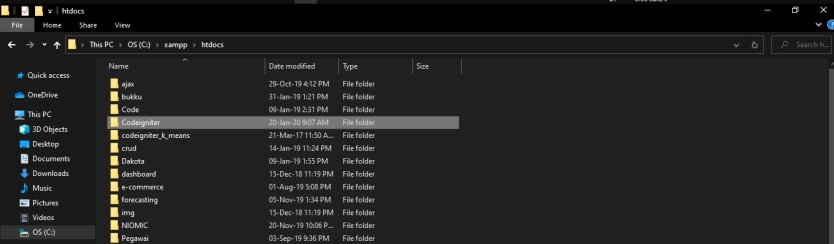 htdocs
File Home Share View
This PC > OS (C:) > xampp > htdocs
Search h...
Name Date modified Type Size
Quick access
OneDrive
This PC
3D Objects
Desktop
Documents
Downloads
Music
Pictures
Videos
OS (C:)
ajax 29-Oct-19 4:12 PM File folder
bukku 31-Jan-19 1:21 PM File folder
Code 09-Jan-19 2:31 PM File folder
Codeigniter 20-Jan-20 9:07 AM File folder
codeigniter_k_means 21-Mar-17 11:50 A... File folder
crud 14-Jan-19 11:24 PM File folder
Dakota 09-Jan-19 1:55 PM File folder
dashboard 15-Dec-18 11:19 PM File folder
e-commerce 01-Aug-19 5:08 PM File folder
forecasting 05-Nov-19 1:34 PM File folder
img 15-Dec-18 11:19 PM File folder
NIOMIC 20-Nov-19 10:06 P... File folder
Pegawai 03-Sep-19 9:36 PM File folder